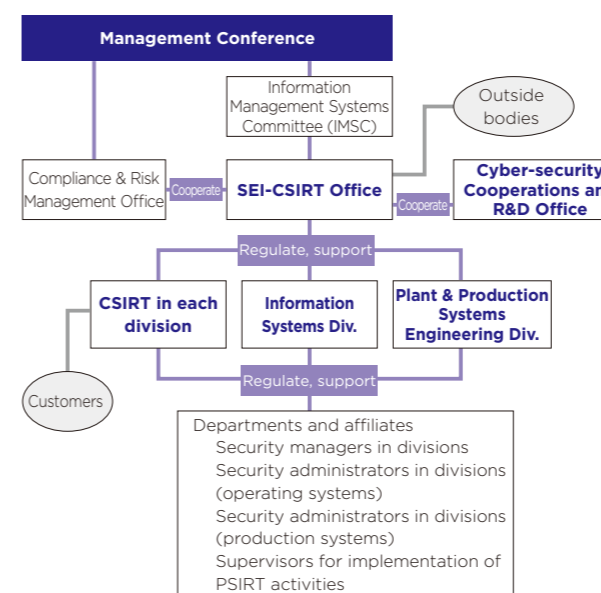 Management Conference
Information
Management Systems
Committee (IMSC)
Outside
bodies
Compliance & Risk
Management Office
Cooperate
SEI-CSIRT Office
Cooperate
Cyber-security
Cooperations an
R&D Office
Regulate, support
CSIRT in each
division
Information
Systems Div.
Plant & Production
Systems
Engineering Div.
Customers
Regulate, support
Departments and affiliates
Security managers in divisions
Security administrators in divisions
(operating systems)
Security administrators in divisions
(production systems)
Supervisors for implementation of
PSIRT activities